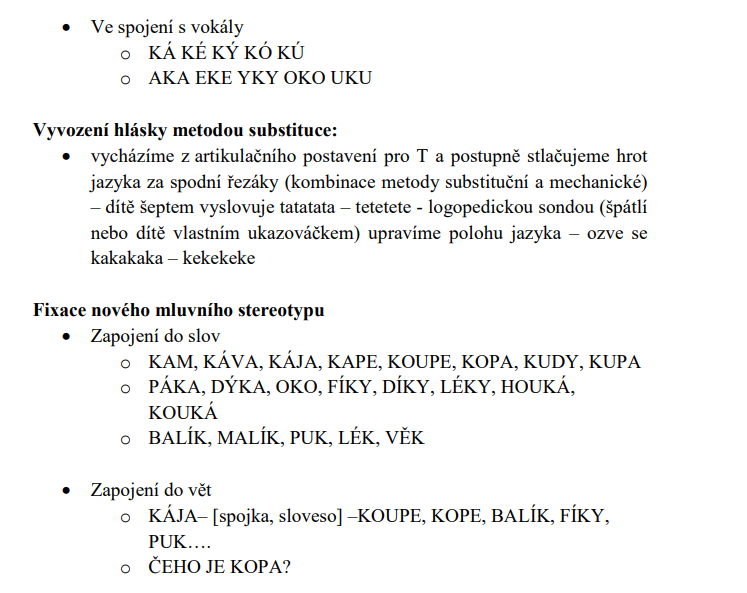 • Ve spojení s vokály
o KÁ KÉ KÝ KÓ KÚ
o AKA EKE YKY OKO UKU
Vyvození hlásky metodou substituce:
• vycházíme z artikulačního postavení pro T a postupně stlačujeme hrot
jazyka za spodní řezáky (kombinace metody substituční a mechanické)
– dítě šeptem vyslovuje tatatata – tetetete - logopedickou sondou (špátlí
nebo dítě vlastním ukazováčkem) upravíme polohu jazyka – ozve se
kakakaka – kekekeke
Fixace nového mluvního stereotypu
• Zapojení do slov
o KAM, KÁVA, KÁJA, KAPE, KOUPE, KOPA, KUDY, KUPA
o PÁKA, DÝKA, OKO, FÍKY, DÍKY, LÉKY, HOUKÁ,
KOUKÁ
o BALÍK, MALÍK, PUK, LÉK, VĚK
• Zapojení do vět
o KÁJA– [spojka, sloveso] –KOUPE, KOPE, BALÍK, FÍKY,
PUK….
o ČEHO JE KOPA?